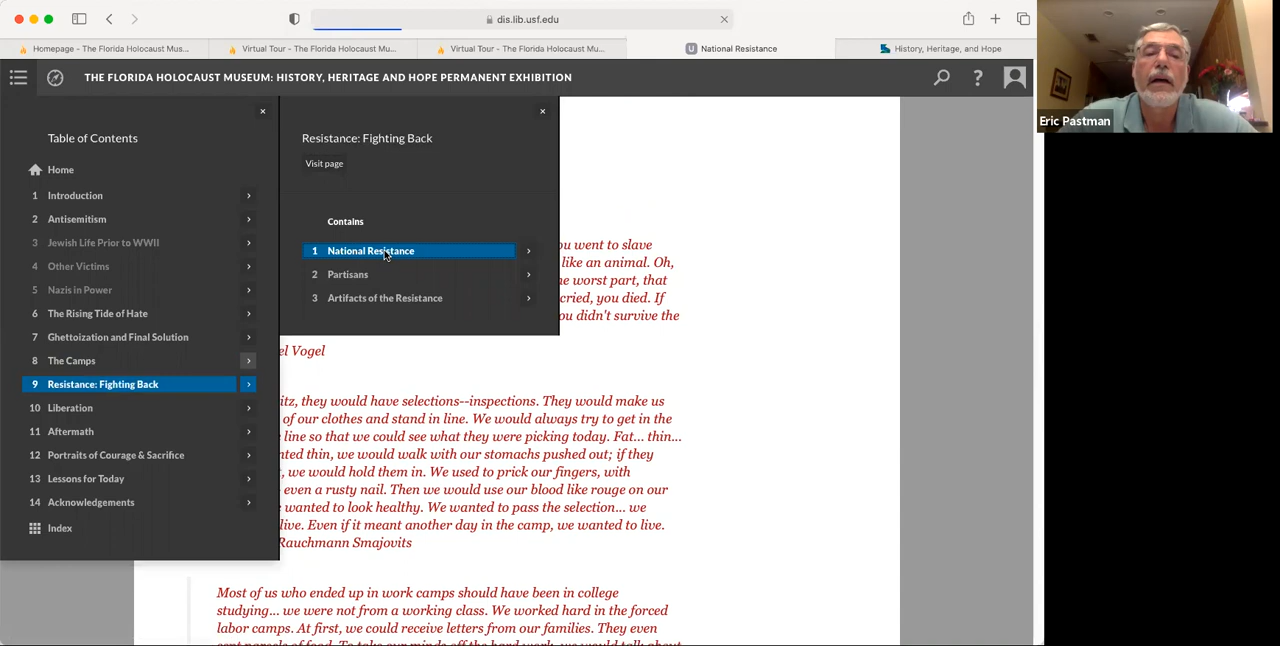 dis.lib.usf.edu
Homepage - The Florida Holocaust Mus...
Virtual Tour - The Florida Holocaust Mu...
Virtual Tour - The Florida Holocaust Mu...
U
National Resistance
History, Heritage, and Hope
THE FLORIDA HOLOCAUST MUSEUM: HISTORY, HERITAGE AND HOPE PERMANENT EXHIBITION
?
Eric Pastman
Table of Contents
Home
1 Introduction
2 Antisemitism
3 Jewish Life Prior to WWII
4 Other Victims
5 Nazis in Power
6 The Rising Tide of Hate
7 Ghettoization and Final Solution
8 The Camps
9 Resistance: Fighting Back
10 Liberation
11 Aftermath
12 Portraits of Courage & Sacrifice
13 Lessons for Today
14 Acknowledgements
Index
Resistance: Fighting Back
Visit page
Contains
1 National Resistance
2 Partisans
3 Artifacts of the Resistance
ou went to slave
like an animal. Oh,
he worst part, that
cried, you died. If
ou didn't survive the
el Vogel
itz, they would have selections--inspections. They would make us
of our clothes and stand in line. We would always try to get in the
line so that we could see what they were picking today. Fat... thin...
nted thin, we would walk with our stomachs pushed out; if they
, we would hold them in. We used to prick our fingers, with
even a rusty nail. Then we would use our blood like rouge on our
wanted to look healthy. We wanted to pass the selection... we
live. Even if it meant another day in the camp, we wanted to live.
Rauchmann Smajovits
Most of us who ended up in work camps should have been in college
studying... we were not from a working class. We worked hard in the forced
labor camps. At first, we could receive letters from our families. They even